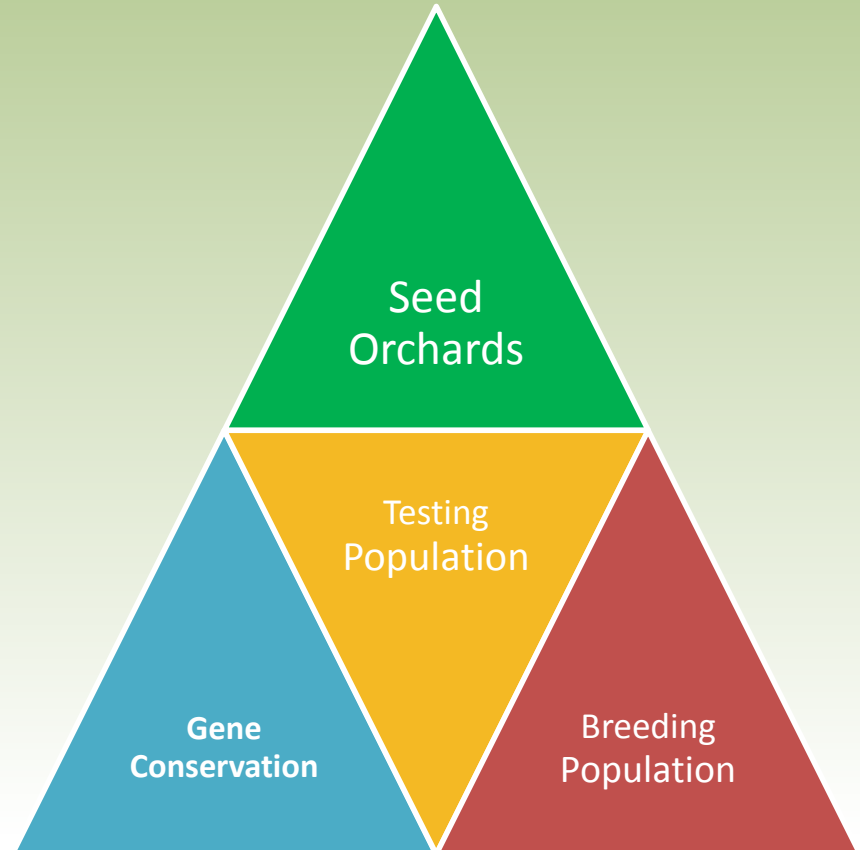 Seed
Orchards
Testing
Population
Gene
Conservation
Breeding
Population